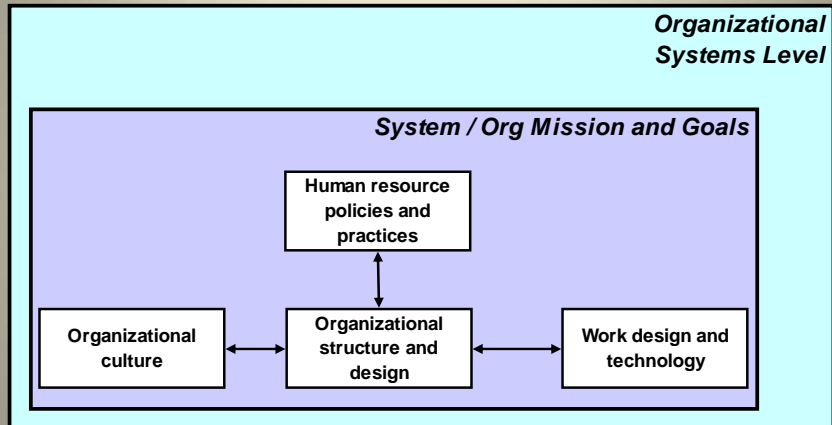 Organizational
Systems Level
System / Org Mission and Goals
Human resource
policies and
practices
Organizational
culture
Organizational
structure and
design
Work design and
technology